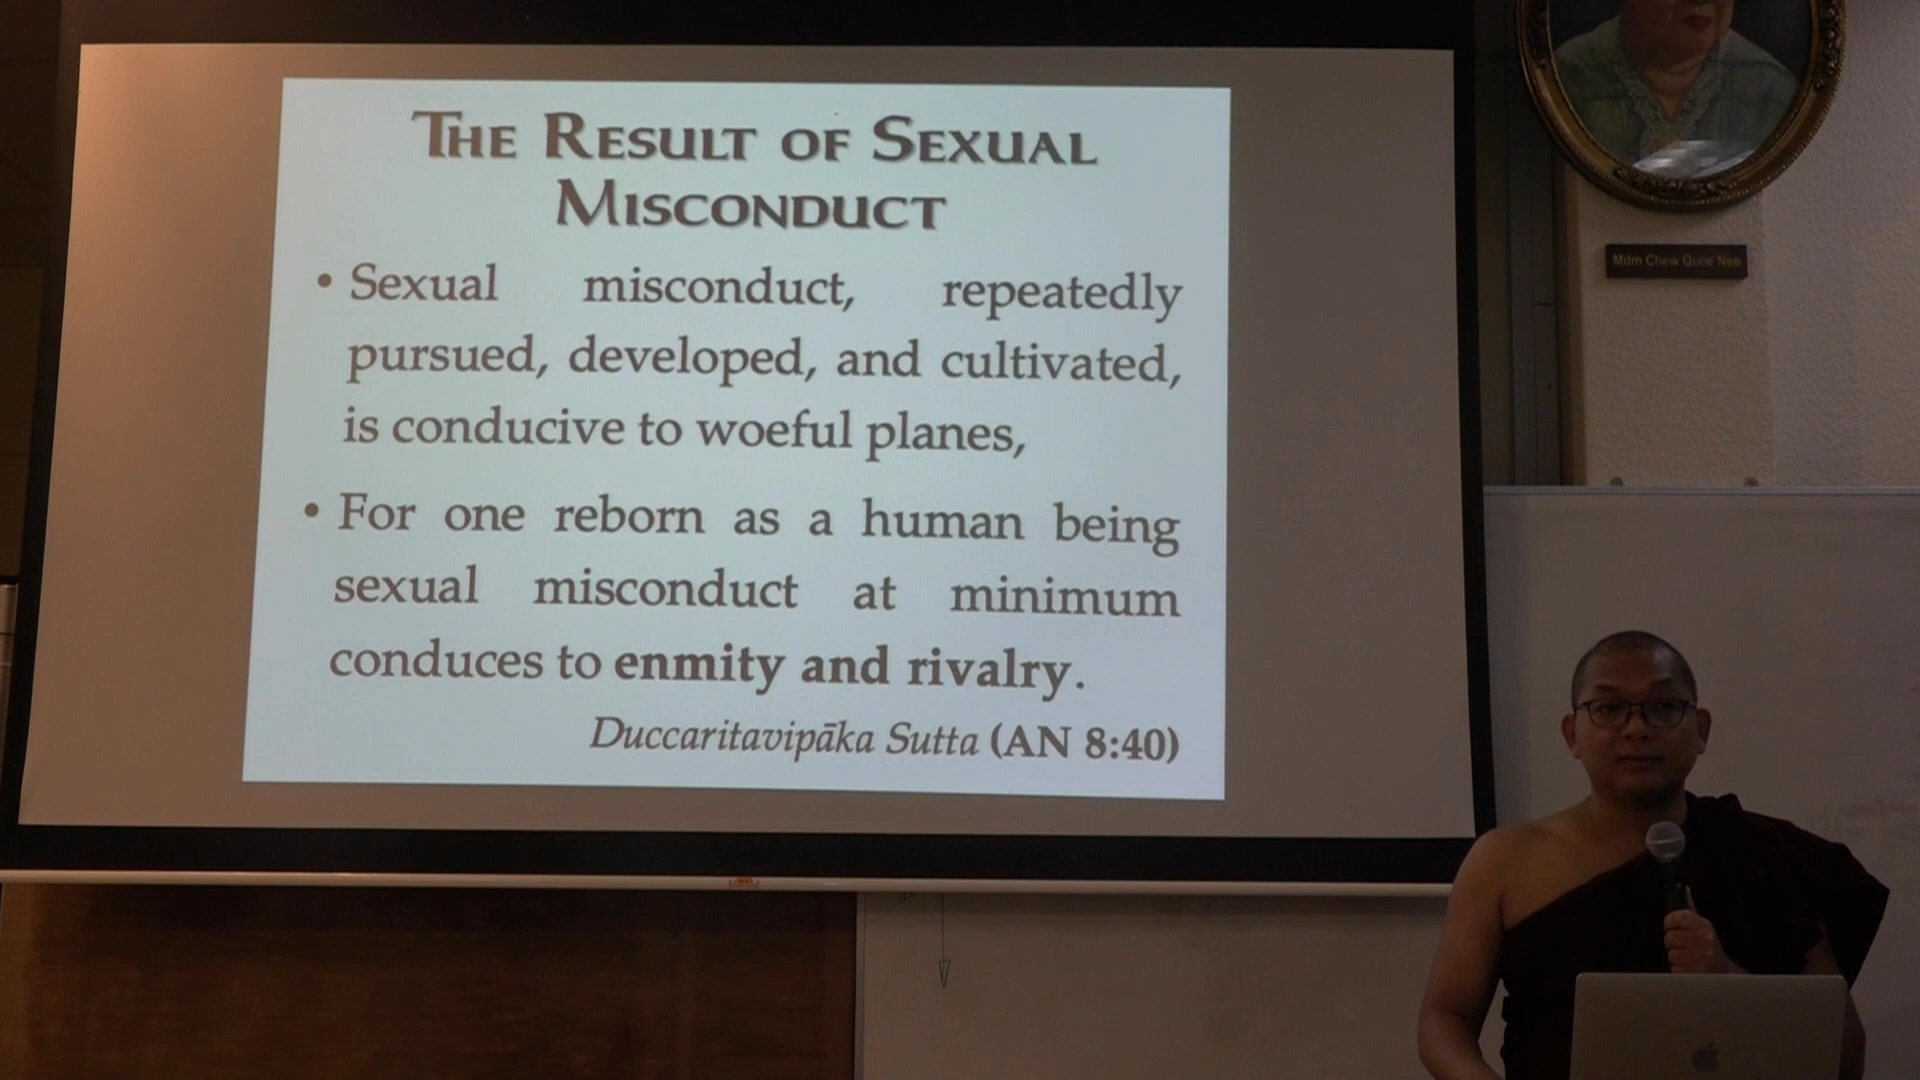 The Result of Sexual
Misconduct
• Sexual misconduct, repeatedly
pursued, developed, and cultivated,
is conducive to woeful planes,
• For one reborn as a human being
sexual misconduct at minimum
conduces to enmity and rivalry.
Duccaritavipāka Sutta (AN 8:40)
Mdm Chew Quee Neo